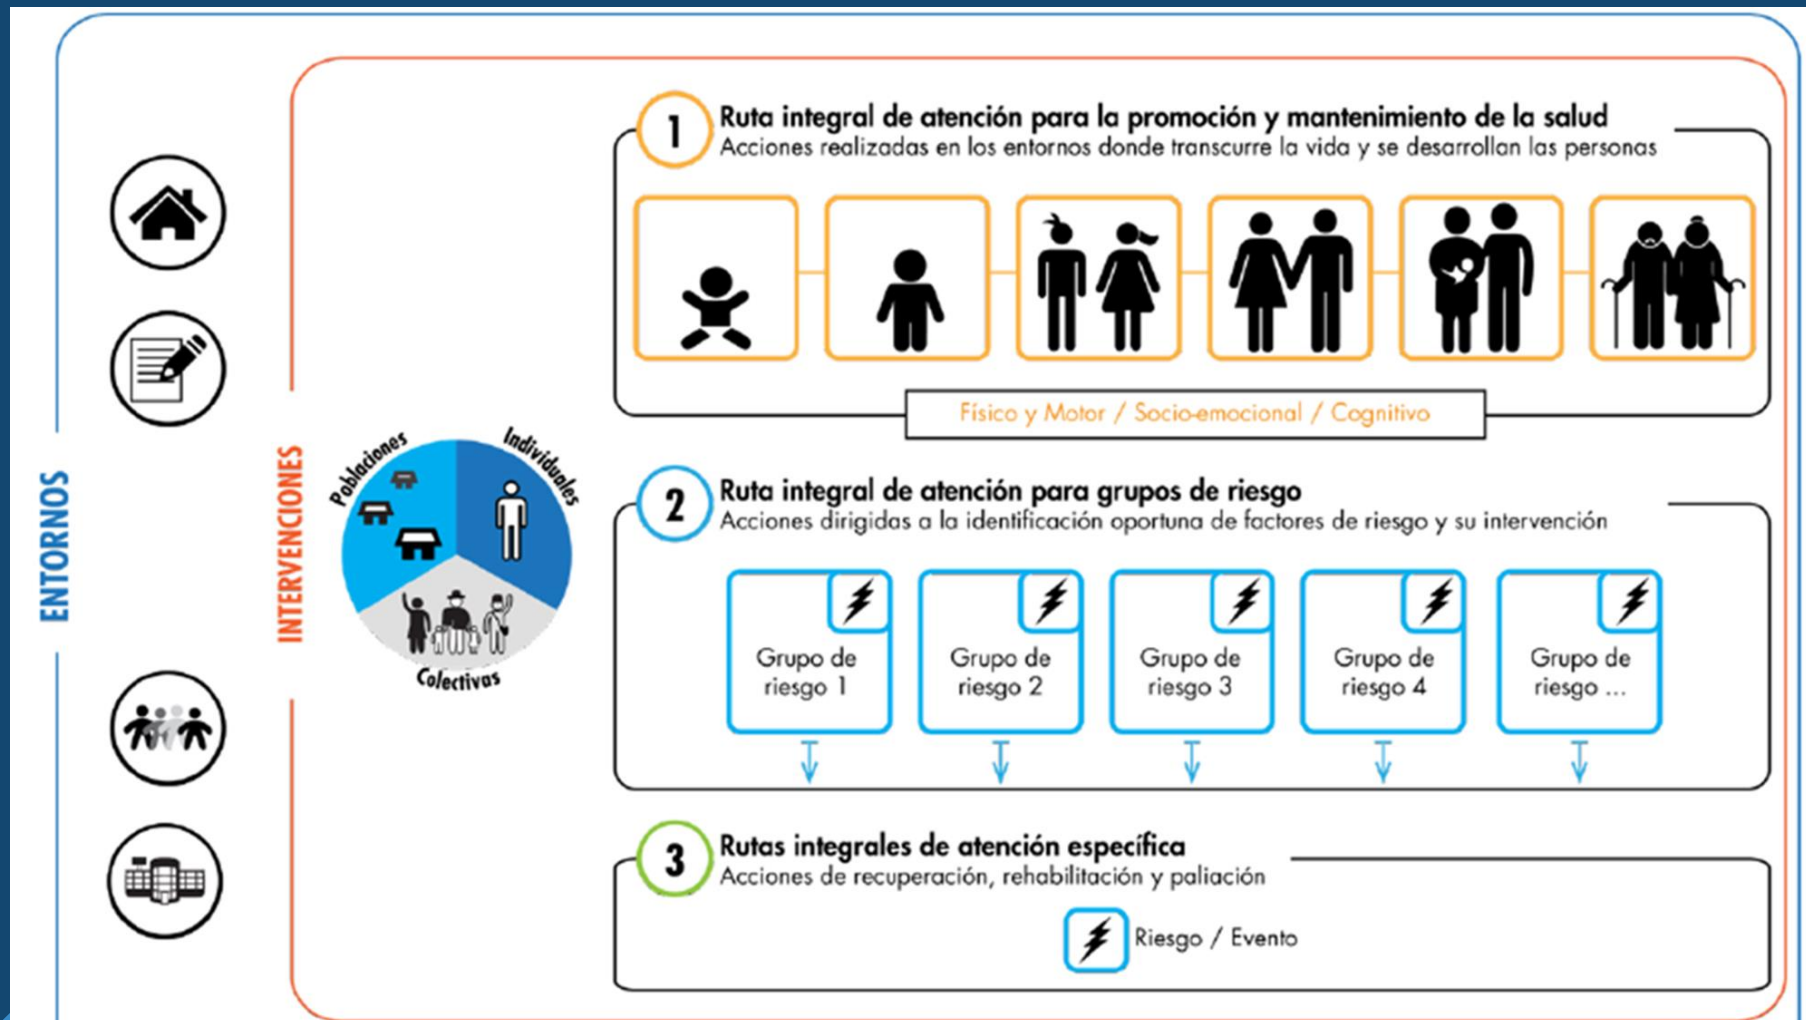 ENTORNOS
INTERVENCIONES
Poblaciones
Individuales
Colectivas
1
Ruta integral de atención para la promoción y mantenimiento de la salud
Acciones realizadas en los entornos donde transcurre la vida y se desarrollan las personas
Físico y Motor / Socio-emocional / Cognitivo
2
Ruta integral de atención para grupos de riesgo
Acciones dirigidas a la identificación oportuna de factores de riesgo y su intervención
Grupo de
riesgo 1
Grupo de
riesgo 2
Grupo de
riesgo 3
Grupo de
riesgo 4
Grupo de
riesgo ...
3
Rutas integrales de atención específica
Acciones de recuperación, rehabilitación y paliación
Riesgo / Evento